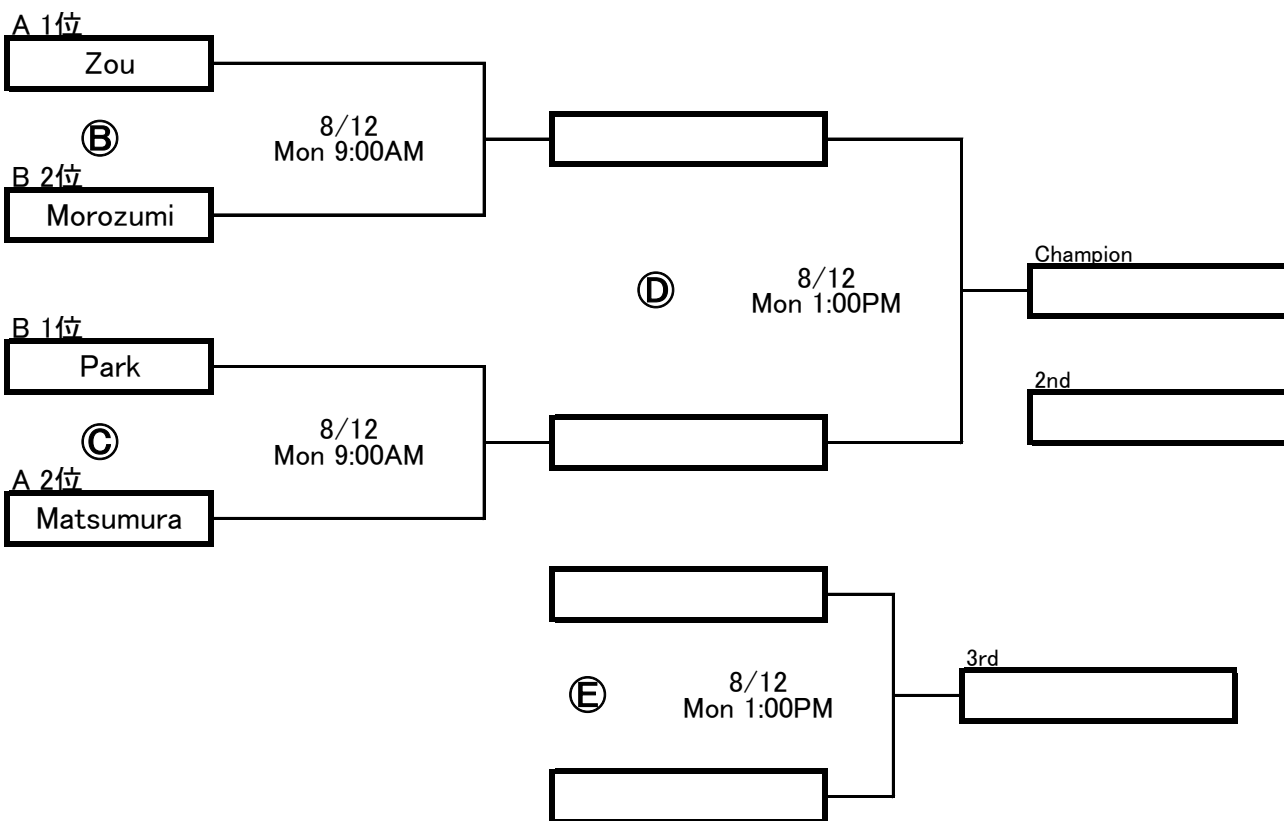 A 1位
Zou
Ⓑ
8/12
Mon 9:00AM
B 2位
Morozumi
Ⓓ
8/12
Mon 1:00PM
Champion
2nd
B 1位
Park
Ⓒ
8/12
Mon 9:00AM
A 2位
Matsumura
Ⓔ
8/12
Mon 1:00PM
3rd